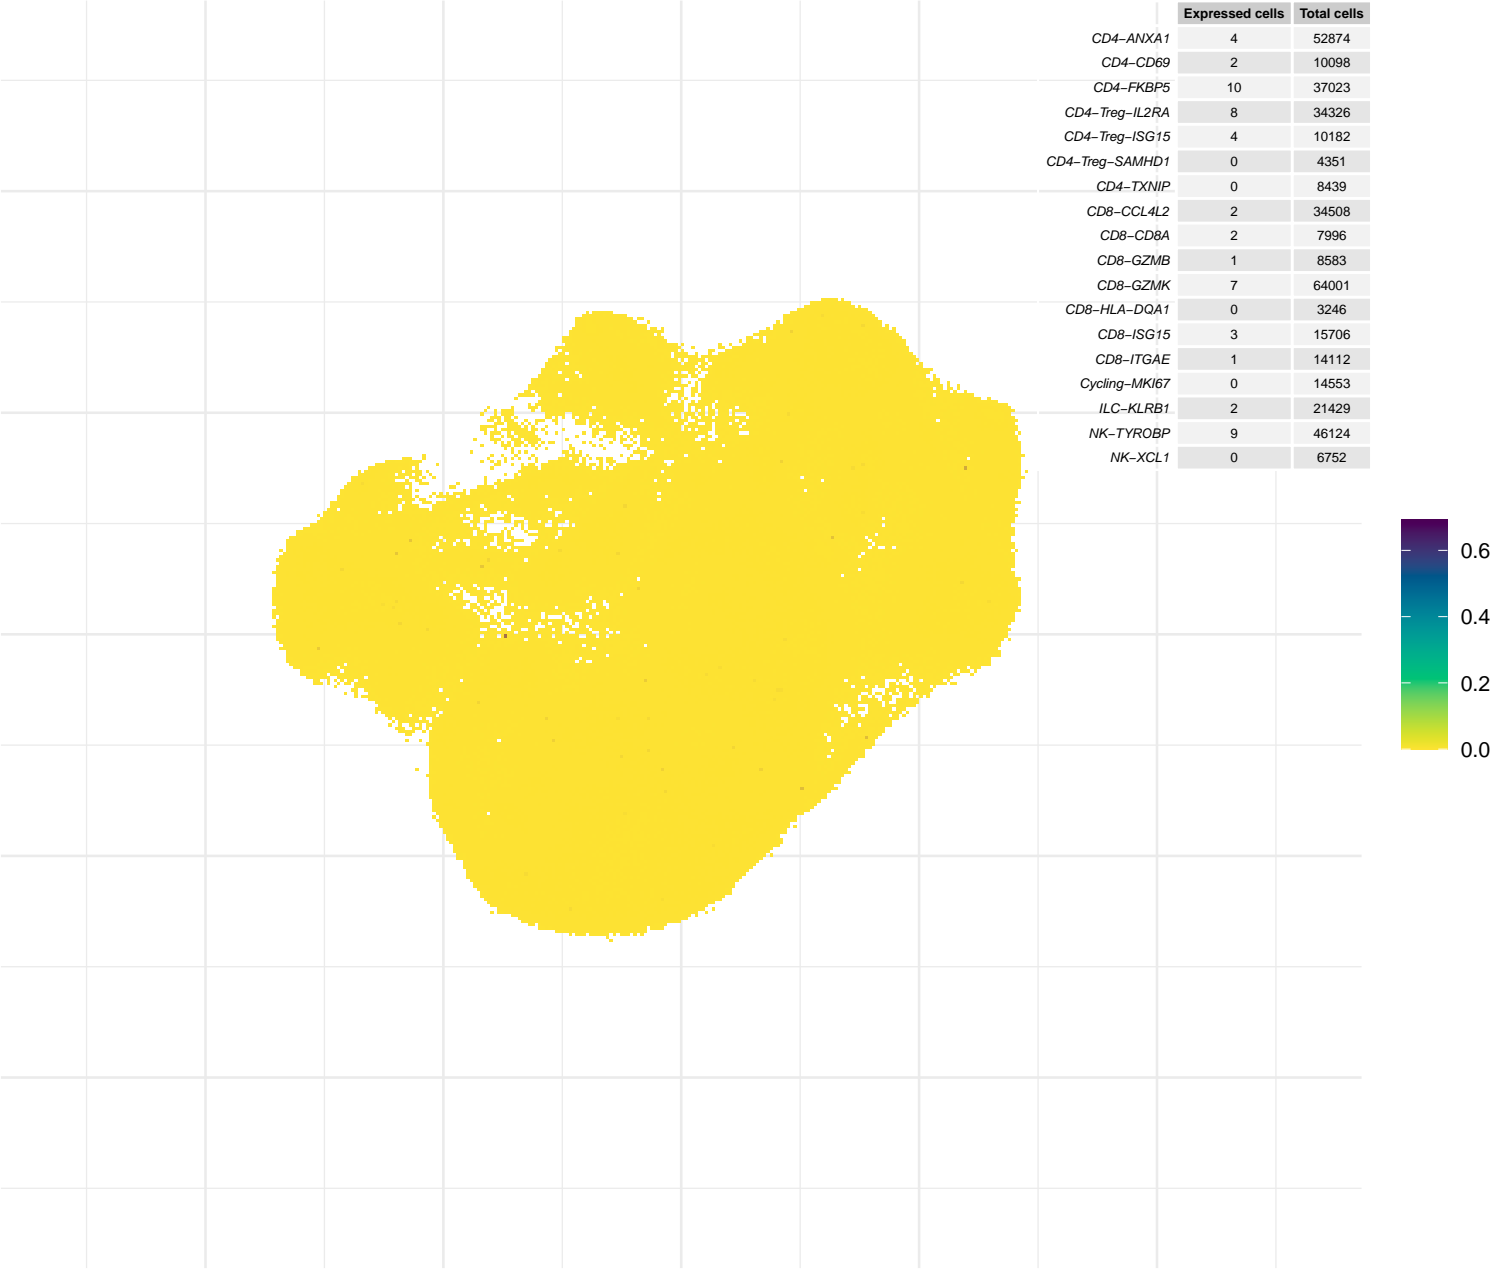 Expressed cells Total cells
CD4−ANXA1 4 52874
CD4−CD69 2 10098
CD4−FKBP5 10 37023
CD4−Treg−IL2RA 8 34326
CD4−Treg−ISG15 4 10182
CD4−Treg−SAMHD1 0 4351
CD4−TXNIP 0 8439
CD8−CCL4L2 2 34508
CD8−CD8A 2 7996
CD8−GZMB 1 8583
CD8−GZMK 7 64001
CD8−HLA−DQA1 0 3246
CD8−ISG15 3 15706
CD8−ITGAE 1 14112
Cycling−MKI67 0 14553
ILC−KLRB1 2 21429
NK−TYROBP 9 46124
NK−XCL1 0 6752
0.6
0.4
0.2
0.0